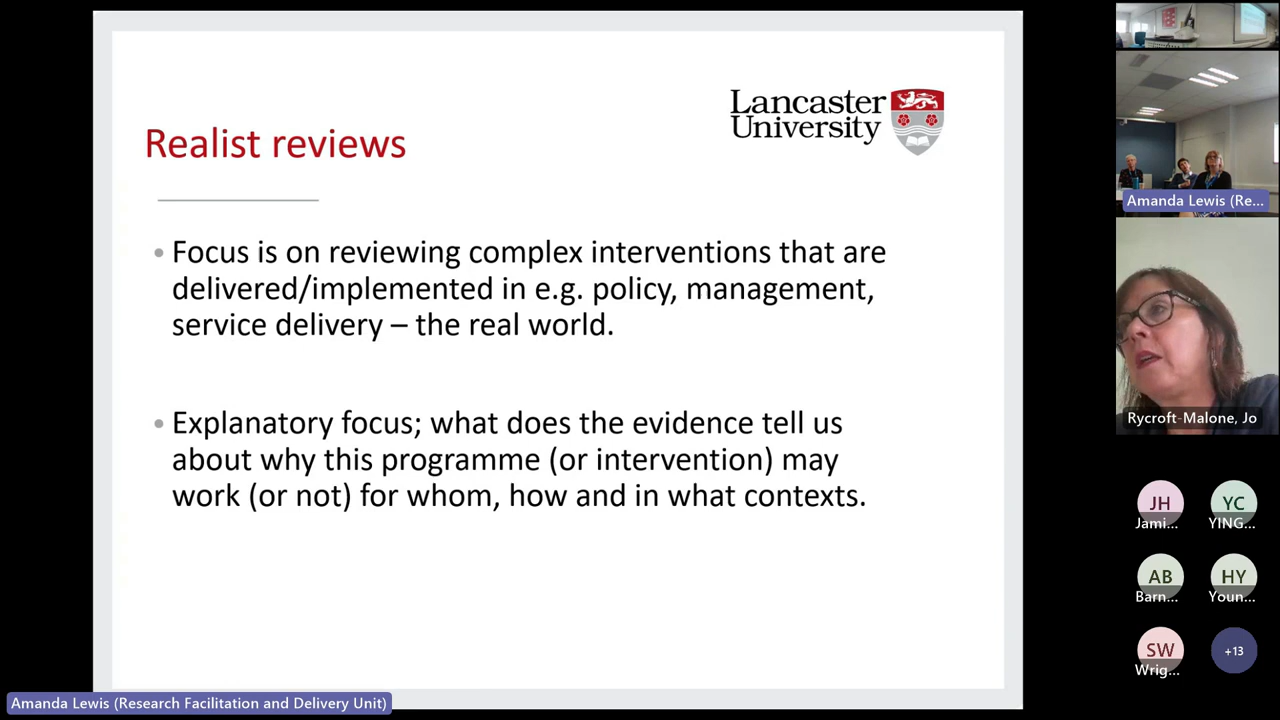 Lancaster
University
Realist reviews
• Focus is on reviewing complex interventions that are
delivered/implemented in e.g. policy, management,
service delivery – the real world.
• Explanatory focus; what does the evidence tell us
about why this programme (or intervention) may
work (or not) for whom, how and in what contexts.
Amanda Lewis (Research Facilitation and Delivery Unit)
Amanda Lewis (Re...
Rycroft-Malone, Jo
JH
Jami...
YC
YING...
AB
Barn...
HY
Youn...
SW
Wrig...
+13